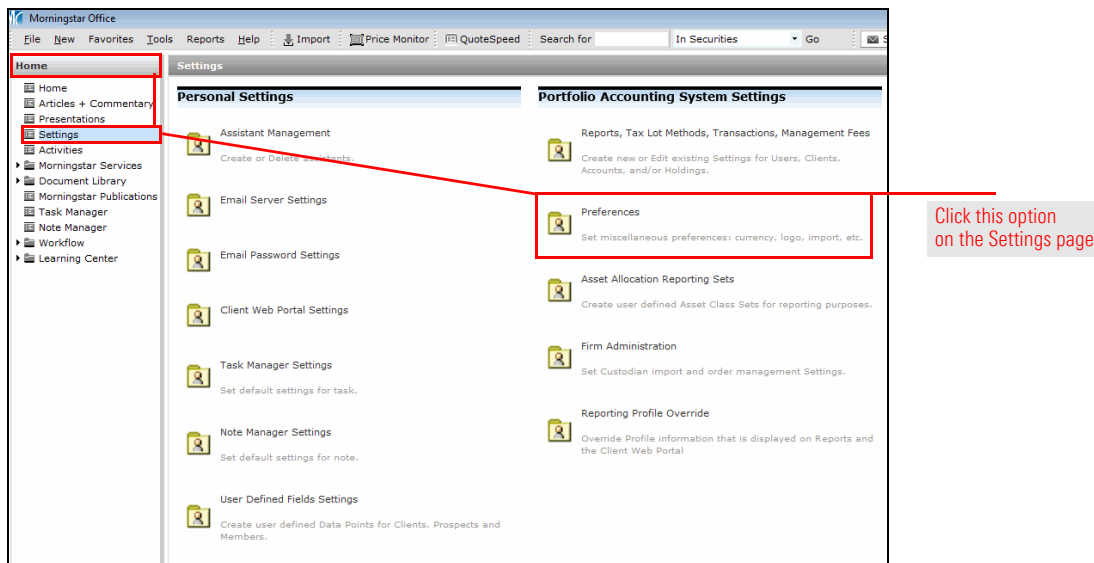 Morningstar Office
File New Favorites Tools Reports Help Import Price Monitor QuoteSpeed Search for In Securities Go S
Home
Home
Articles + Commentary
Presentations
Settings
Activities
Morningstar Services
Document Library
Morningstar Publications
Task Manager
Note Manager
Workflow
Learning Center
Settings
Personal Settings
Assistant Management
Create or Delete assistants.
Email Server Settings
Email Password Settings
Client Web Portal Settings
Task Manager Settings
Set default settings for task.
Note Manager Settings
Set default settings for note.
User Defined Fields Settings
Create user defined Data Points for Clients, Prospects and
Members.
Portfolio Accounting System Settings
Reports, Tax Lot Methods, Transactions, Management Fees
Create new or Edit existing Settings for Users, Clients,
Accounts, and/or Holdings.
Preferences
Set miscellaneous preferences: currency, logo, import, etc.
Asset Allocation Reporting Sets
Create user defined Asset Class Sets for reporting purposes.
Firm Administration
Set Custodian import and order management Settings.
Reporting Profile Override
Override Profile information that is displayed on Reports and
the Client Web Portal
Click this option
on the Settings page